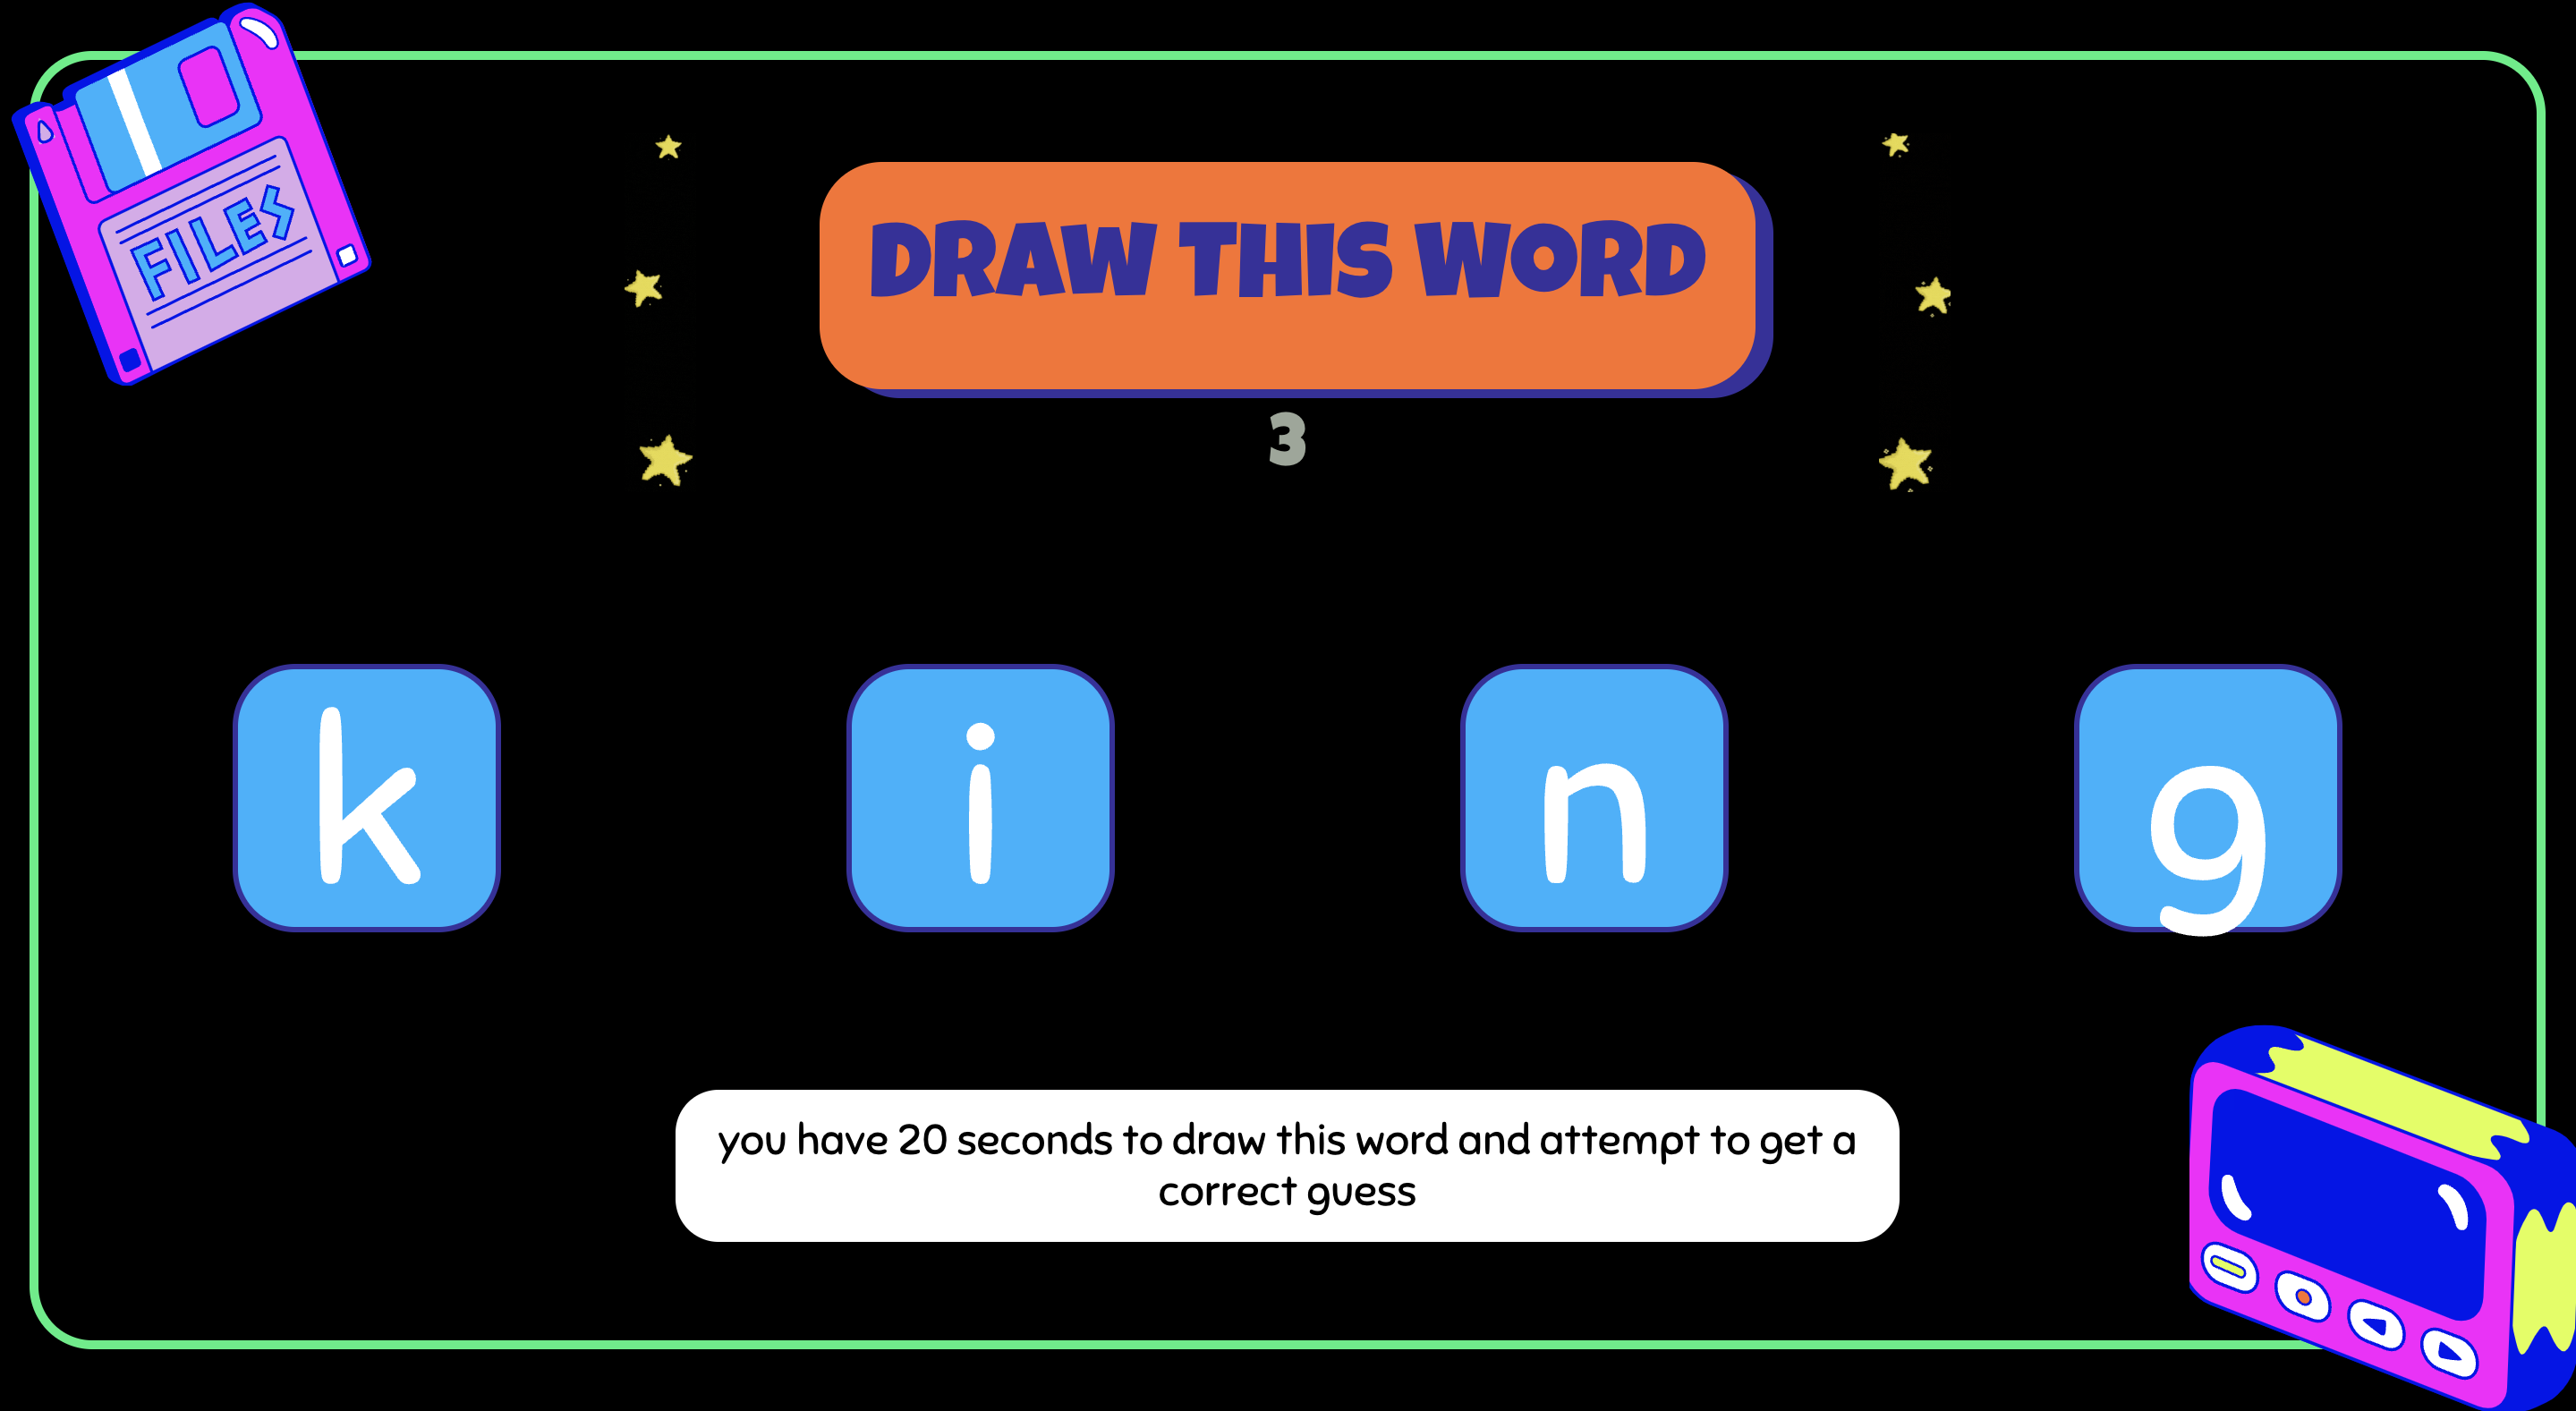 FILES
DRAW THIS WORD
3
k i n g
you have 20 seconds to draw this word and attempt to get a
correct guess